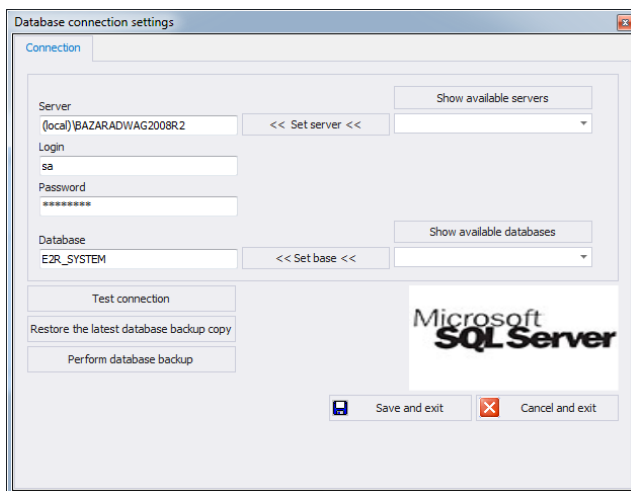 Database connection settings
Connection
Show available servers
Server
(local)\BAZARADWAG2008R2
<< Set server <<
Login
sa
Password
********
Show available databases
Database
E2R_SYSTEM
<< Set base <<
Test connection
Restore the latest database backup copy
Perform database backup
Microsoft
SQL Server
Save and exit
Cancel and exit